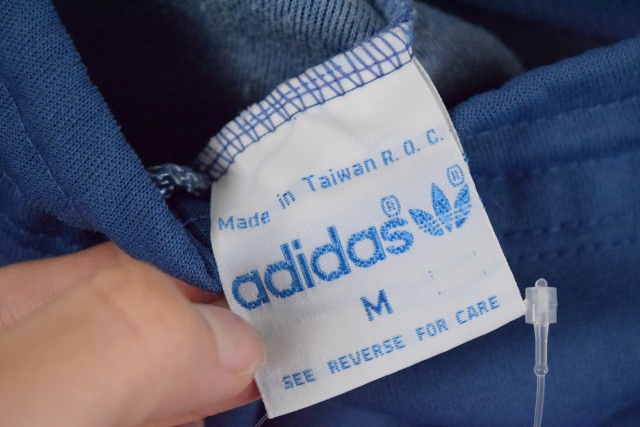 Made in Taiwan R.O.C.
adidas® ®
M
SEE REVERSE FOR CARE